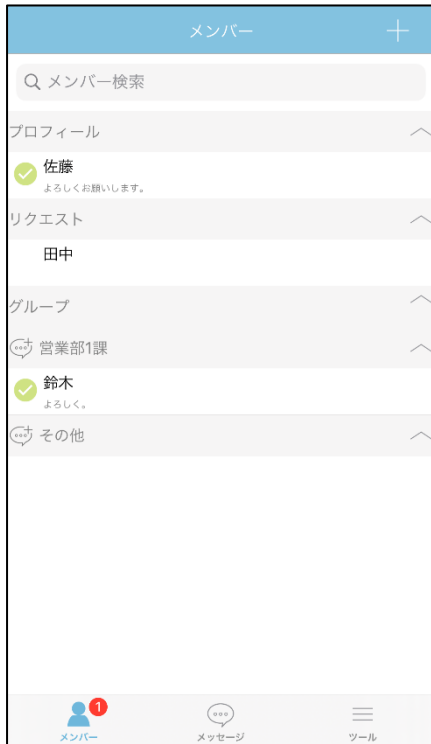 メンバー
メンバー検索
プロフィール
佐藤
よろしくお願いします。
リクエスト
田中
グループ
営業部1課
鈴木
よろしく。
その他
1
メンバー
メッセージ
ツール